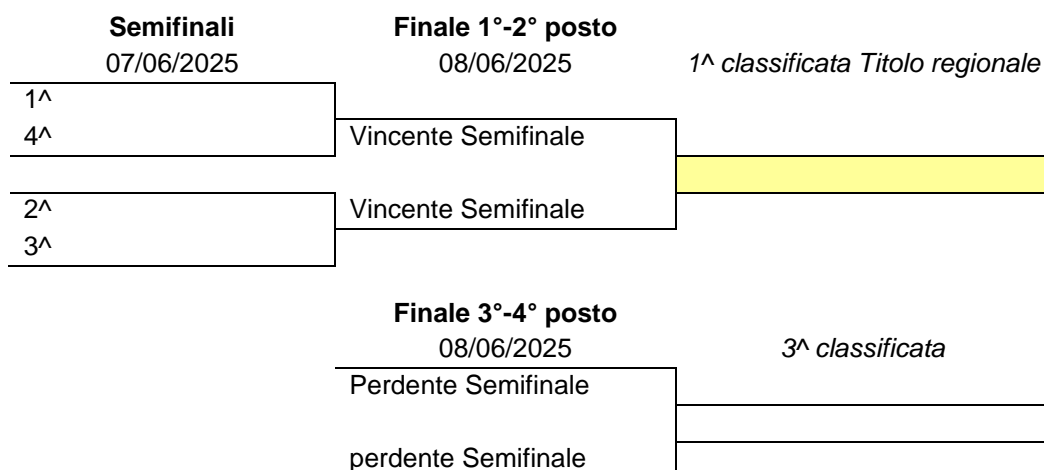 Semifinali Finale 1°-2° posto
07/06/2025 08/06/2025 1^ classificata Titolo regionale
1^
4^ Vincente Semifinale
2^ Vincente Semifinale
3^
Finale 3°-4° posto
08/06/2025 3^ classificata
Perdente Semifinale
perdente Semifinale